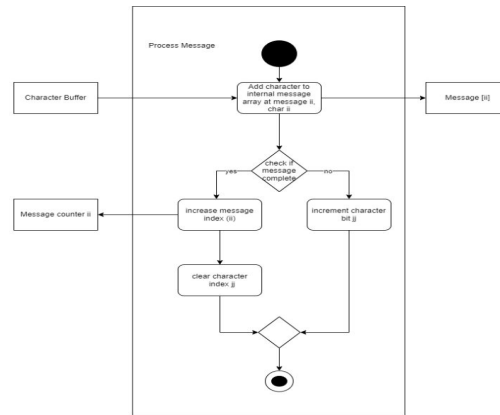 Process Message
Character Buffer
Add character to
internal message
array at message ii,
char ii
Message [ii]
check if
message
complete
yes
no
Message counter ii
increase message
index (ii)
increment character
bit jj
clear character
index jj